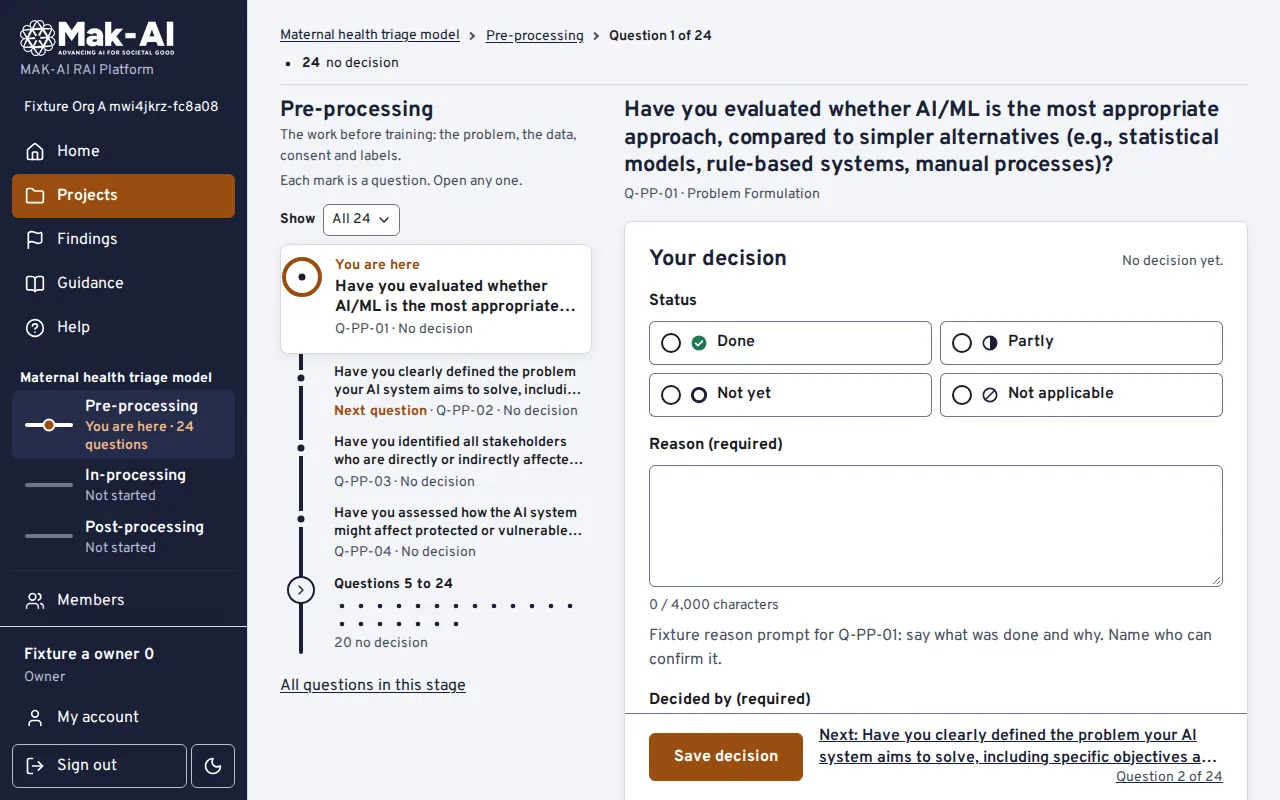 Mak-AI
ADVANCING AI FOR SOCIETAL GOOD
MAK-AI RAI Platform
Fixture Org A mwi4jkrz-fc8a08
Home
Projects
Findings
Guidance
Help
Maternal health triage model
Pre-processing
You are here · 24
questions
In-processing
Not started
Post-processing
Not started
Members
Fixture a owner 0
Owner
My account
Sign out
Maternal health triage model > Pre-processing > Question 1 of 24
• 24 no decision
Pre-processing
The work before training: the problem, the data,
consent and labels.
Each mark is a question. Open any one.
Show All 24
You are here
Have you evaluated whether
AI/ML is the most appropriate…
Q-PP-01 · No decision
Have you clearly defined the problem
your AI system aims to solve, includi…
Next question · Q-PP-02 · No decision
Have you identified all stakeholders
who are directly or indirectly affecte…
Q-PP-03 · No decision
Have you assessed how the AI system
might affect protected or vulnerable…
Q-PP-04 · No decision
Questions 5 to 24
20 no decision
All questions in this stage
Have you evaluated whether AI/ML is the most appropriate
approach, compared to simpler alternatives (e.g., statistical
models, rule-based systems, manual processes)?
Q-PP-01 · Problem Formulation
Your decision
No decision yet.
Status
Done
Partly
Not yet
Not applicable
Reason (required)
0 / 4,000 characters
Fixture reason prompt for Q-PP-01: say what was done and why. Name who can
confirm it.
Decided by (required)
Save decision
Next: Have you clearly defined the problem your AI
system aims to solve, including specific objectives a…
Question 2 of 24